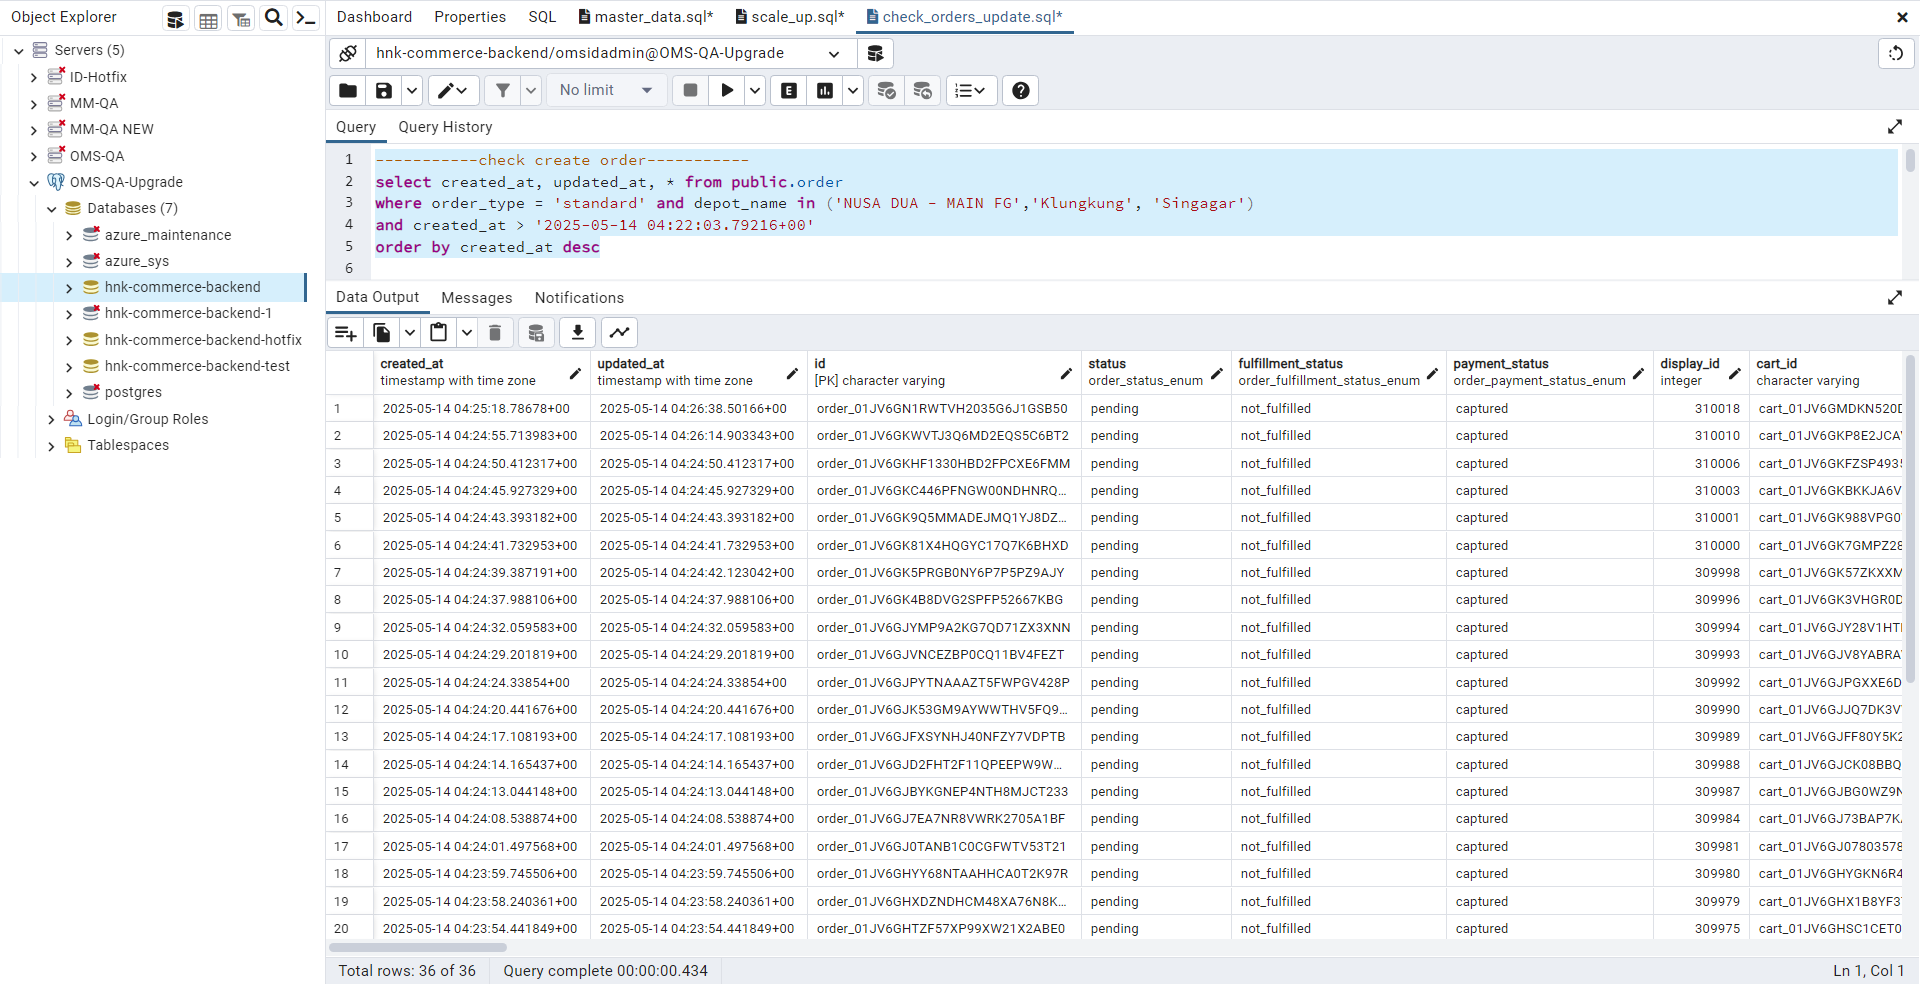 Object Explorer
Dashboard Properties SQL master_data.sql* scale_up.sql* check_orders_update.sql*
Servers (5)
ID-Hotfix
MM-QA
MM-QA NEW
OMS-QA
OMS-QA-Upgrade
Databases (7)
azure_maintenance
azure_sys
hnk-commerce-backend
hnk-commerce-backend-1
hnk-commerce-backend-hotfix
hnk-commerce-backend-test
postgres
Login/Group Roles
Tablespaces
hnk-commerce-backend/omsidadmin@OMS-QA-Upgrade
No limit
E
Query Query History
1 -----------check create order-----------
2 select created_at, updated_at, * from public.order
3 where order_type = 'standard' and depot_name in ('NUSA DUA - MAIN FG','Klungkung', 'Singagar')
4 and created_at > '2025-05-14 04:22:03.79216+00'
5 order by created_at desc
6
Data Output Messages Notifications
created_at updated_at id status fulfillment_status payment_status display_id cart_id
timestamp with time zone timestamp with time zone [PK] character varying order_status_enum order_fulfillment_status_enum order_payment_status_enum integer character varying
1 2025-05-14 04:25:18.78678+00 2025-05-14 04:26:38.50166+00 order_01JV6GN1RWTVH2035G6J1GSB50 pending not_fulfilled captured 310018 cart_01JV6GMDKN520D
2 2025-05-14 04:24:55.713983+00 2025-05-14 04:26:14.903343+00 order_01JV6GKWVTJ3Q6MD2EQS5C6BT2 pending not_fulfilled captured 310010 cart_01JV6GKP8E2JCA
3 2025-05-14 04:24:50.412317+00 2025-05-14 04:24:50.412317+00 order_01JV6GKHF1330HBD2FPCXE6FMM pending not_fulfilled captured 310006 cart_01JV6GKFZSP493
4 2025-05-14 04:24:45.927329+00 2025-05-14 04:24:45.927329+00 order_01JV6GKC446PFNGW00NDHNRQ... pending not_fulfilled captured 310003 cart_01JV6GKBKKJA6V
5 2025-05-14 04:24:43.393182+00 2025-05-14 04:24:43.393182+00 order_01JV6GK9Q5MMADEJMQ1YJ8DZ... pending not_fulfilled captured 310001 cart_01JV6GK988VPG0
6 2025-05-14 04:24:41.732953+00 2025-05-14 04:24:41.732953+00 order_01JV6GK81X4HQGYC17Q7K6BHXD pending not_fulfilled captured 310000 cart_01JV6GK7GMPZ28
7 2025-05-14 04:24:39.387191+00 2025-05-14 04:24:42.123042+00 order_01JV6GK5PRGB0NY6P7P5PZ9AJY pending not_fulfilled captured 309998 cart_01JV6GK57ZKXXM
8 2025-05-14 04:24:37.988106+00 2025-05-14 04:24:37.988106+00 order_01JV6GK4B8DVG2SPFP52667KBG pending not_fulfilled captured 309996 cart_01JV6GK3VHGR0D
9 2025-05-14 04:24:32.059583+00 2025-05-14 04:24:32.059583+00 order_01JV6GJYMP9A2KG7QD71ZX3XNN pending not_fulfilled captured 309994 cart_01JV6GJY28V1HT
10 2025-05-14 04:24:29.201819+00 2025-05-14 04:24:29.201819+00 order_01JV6GJVNCEZBP0CQ11BV4FEZT pending not_fulfilled captured 309993 cart_01JV6GJV8YABRA
11 2025-05-14 04:24:24.33854+00 2025-05-14 04:24:24.33854+00 order_01JV6GJPYTNAAAZT5FWPGV428P pending not_fulfilled captured 309992 cart_01JV6GJPGXXE6D
12 2025-05-14 04:24:20.441676+00 2025-05-14 04:24:20.441676+00 order_01JV6GJK53GM9AYWWTHV5FQ9... pending not_fulfilled captured 309990 cart_01JV6GJJQ7DK3V
13 2025-05-14 04:24:17.108193+00 2025-05-14 04:24:17.108193+00 order_01JV6GJFXSYNHJ40NFZY7VDPTB pending not_fulfilled captured 309989 cart_01JV6GJFF80Y5K2
14 2025-05-14 04:24:14.165437+00 2025-05-14 04:24:14.165437+00 order_01JV6GJD2FHT2F11QPEEPW9W... pending not_fulfilled captured 309988 cart_01JV6GJCK08BBQ
15 2025-05-14 04:24:13.044148+00 2025-05-14 04:24:13.044148+00 order_01JV6GJBYKGNEP4NTH8MJCT233 pending not_fulfilled captured 309987 cart_01JV6GJBG0WZ9N
16 2025-05-14 04:24:08.538874+00 2025-05-14 04:24:08.538874+00 order_01JV6GJ7EA7NR8VWRK2705A1BF pending not_fulfilled captured 309984 cart_01JV6GJ73BAP7K
17 2025-05-14 04:24:01.497568+00 2025-05-14 04:24:01.497568+00 order_01JV6GJ0TANB1C0CGFWTV53T21 pending not_fulfilled captured 309981 cart_01JV6GJ07803578
18 2025-05-14 04:23:59.745506+00 2025-05-14 04:23:59.745506+00 order_01JV6GHYY68NTAAHHCA0T2K97R pending not_fulfilled captured 309980 cart_01JV6GHYGKN6R4
19 2025-05-14 04:23:58.240361+00 2025-05-14 04:23:58.240361+00 order_01JV6GHXDZNDHCM48XA76N8K... pending not_fulfilled captured 309979 cart_01JV6GHX1B8YF3
20 2025-05-14 04:23:54.441849+00 2025-05-14 04:23:54.441849+00 order_01JV6GHTZF57XP99XW21X2ABE0 pending not_fulfilled captured 309975 cart_01JV6GHSC1CET0
Total rows: 36 of 36 Query complete 00:00:00.434 Ln 1, Col 1